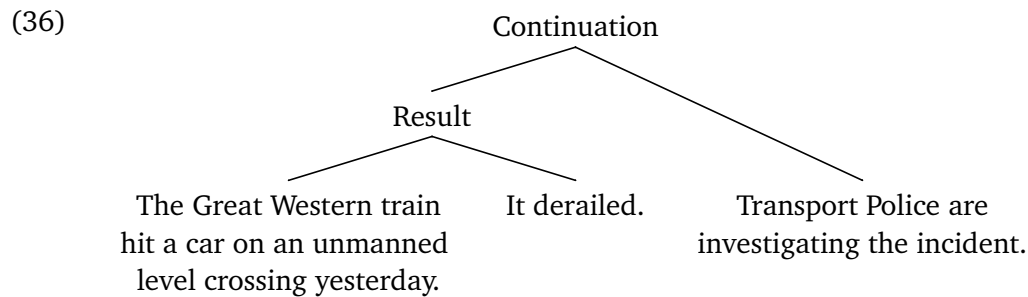 (36)
Continuation
Result
The Great Western train
hit a car on an unmanned
level crossing yesterday.
It derailed.
Transport Police are
investigating the incident.